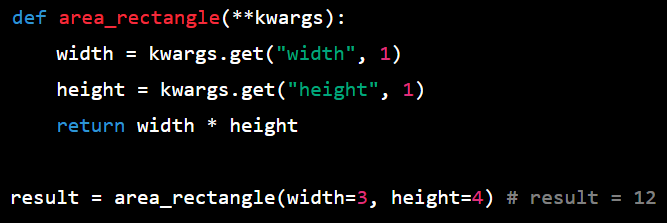 def area_rectangle(**kwargs):
    width = kwargs.get("width", 1)
    height = kwargs.get("height", 1)
    return width * height

result = area_rectangle(width=3, height=4) # result = 12